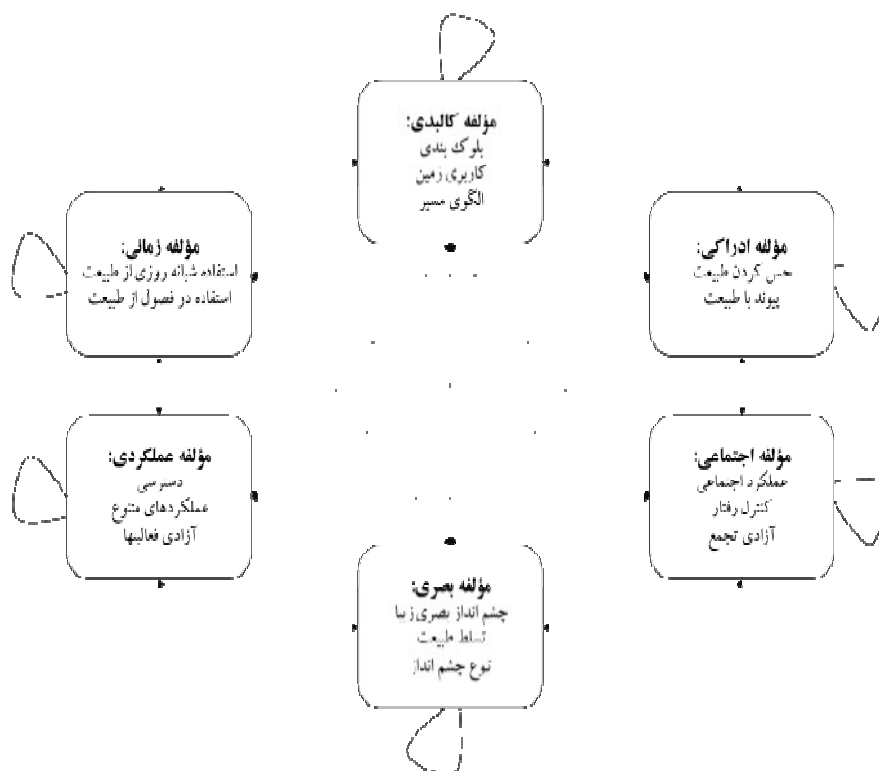 مؤلفه کالبدی:
بلوک بندی
کاربری زمین
الگوی مسیر
مؤلفه ادراکی:
حس کردن طبیعت
پیوند با طبیعت
مؤلفه زمانی:
استفاده شبانه روزی از طبیعت
استفاده در فصول از طبیعت
مؤلفه اجتماعی:
عملکرد اجتماعی
کنترل رفتار
آزادی تجمع
مؤلفه عملکردی:
دسترسی
عملکردهای متنوع
آزادی فعالیتها
مؤلفه بصری:
چشم انداز بصری زیبا
تسلط طبیعت
تنوع چشم انداز